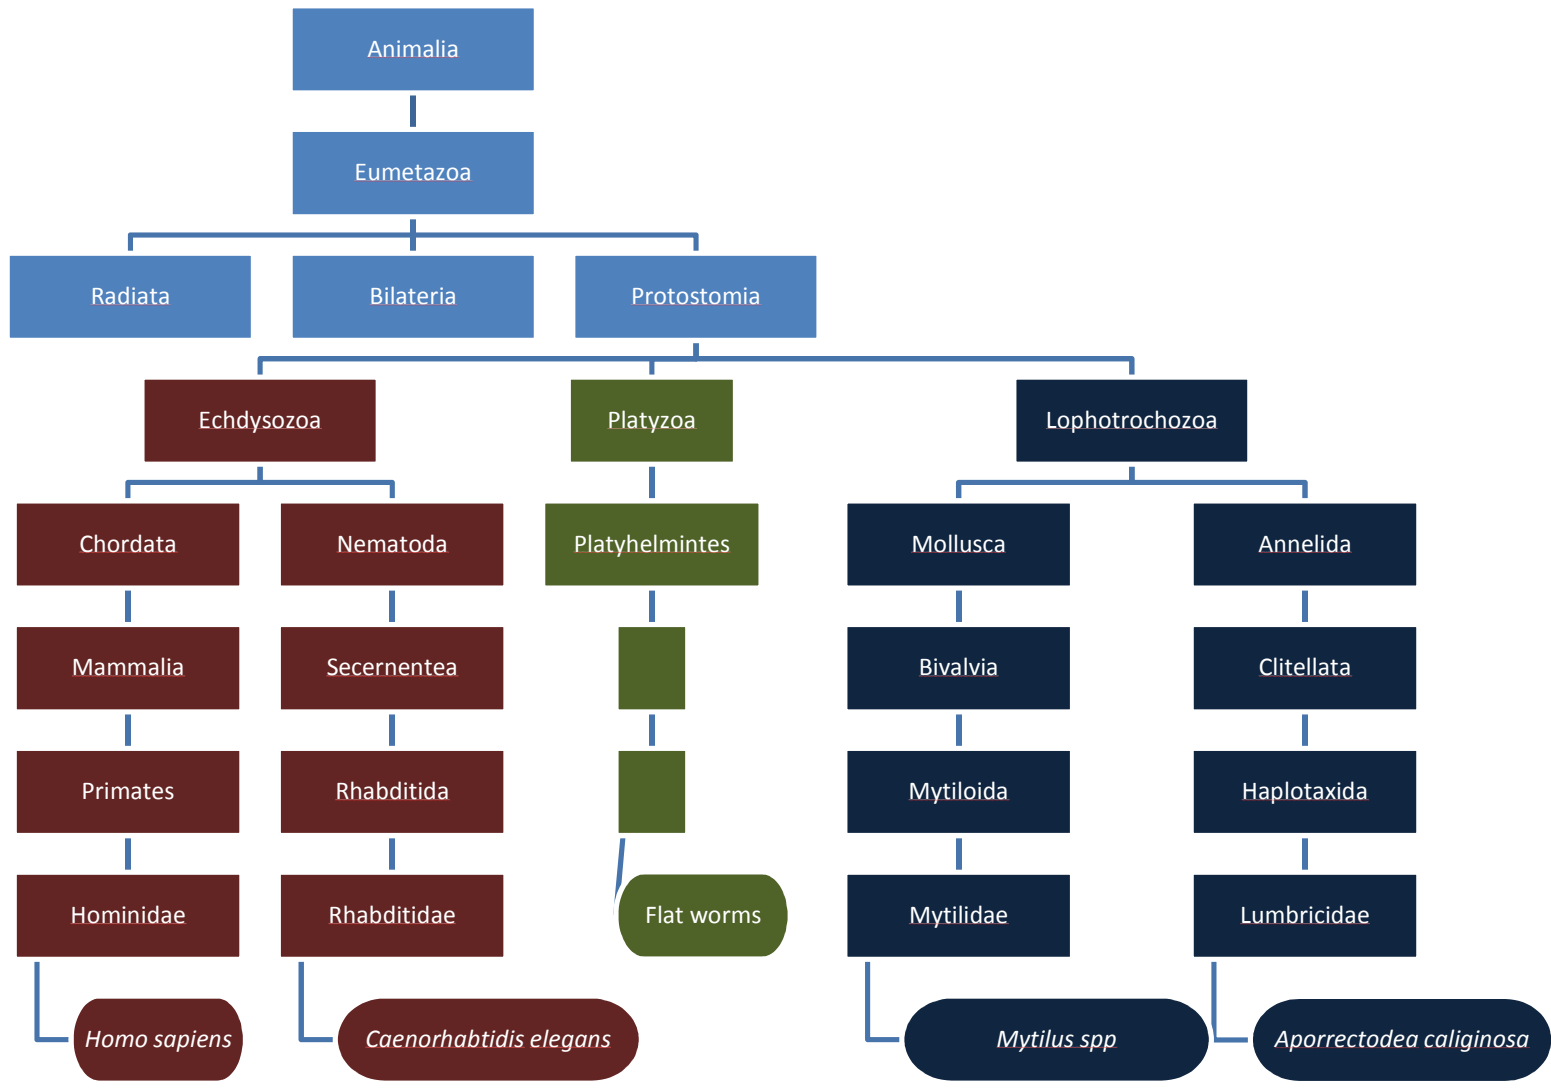 Animalia
Eumetazoa
Radiata
Bilateria
Protostomia
Echdysozoa
Platyzoa
Lophotrochozoa
Chordata
Nematoda
Platyhelmintes
Mollusca
Annelida
Mammalia
Secernentea
Bivalvia
Clitellata
Primates
Rhabditida
Mytiloida
Haplotaxida
Hominidae
Rhabditidae
Flat worms
Mytilidae
Lumbricidae
Homo sapiens
Caenorhabtidis elegans
Mytilus spp
Aporrectodea caliginosa